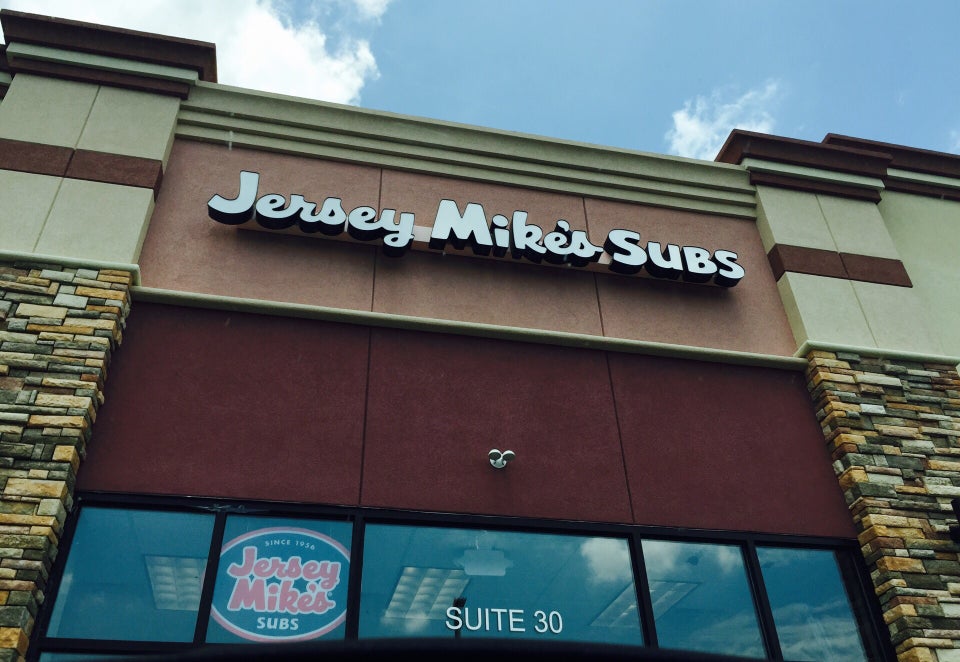 Jersey Mike's SUBS
SINCE 1956
Jersey
Mike's
SUBS
SUITE 30